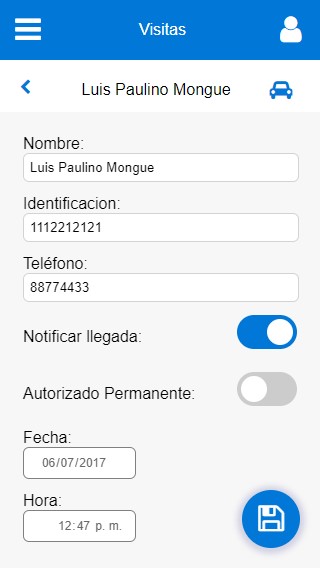 Visitas
Luis Paulino Mongue
Nombre:
Luis Paulino Mongue
Identificacion:
1112212121
Teléfono:
88774433
Notificar llegada:
Autorizado Permanente:
Fecha:
06/07/2017
Hora:
12:47 p. m.